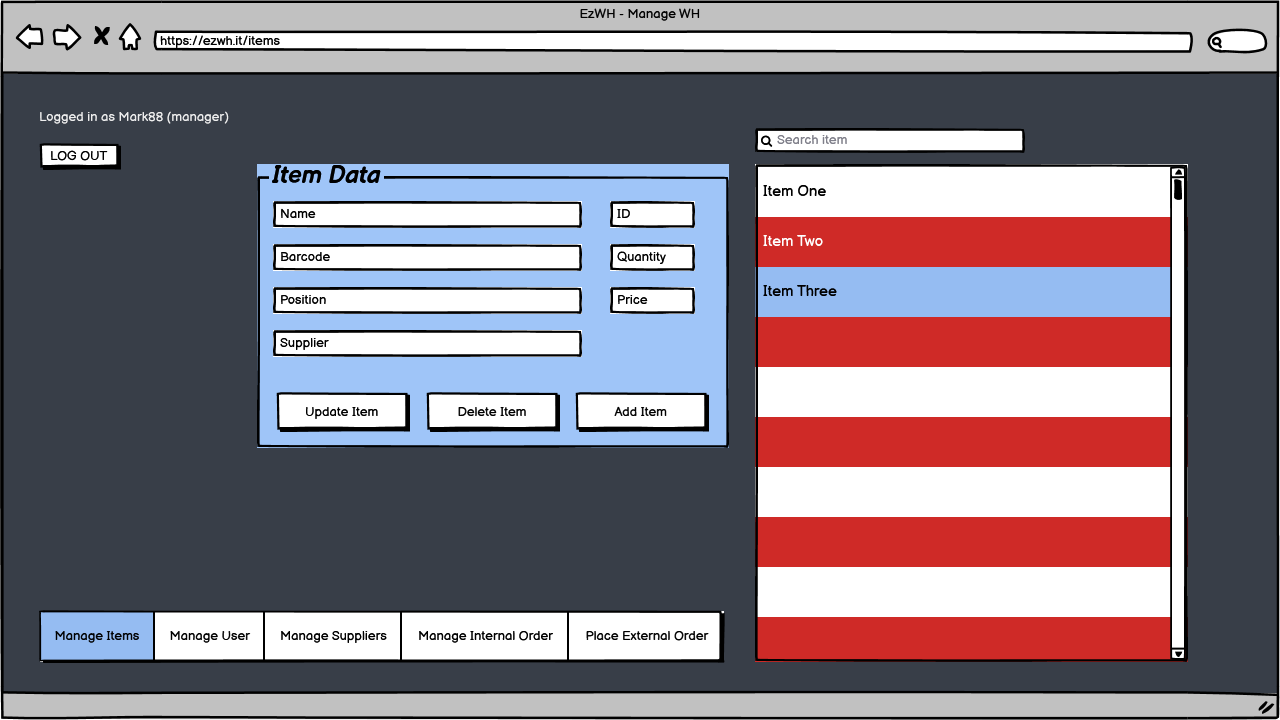 EzWH - Manage WH
https://ezwh.it/items
Logged in as Mark88 (manager)
LOG OUT
Search item
Item Data
Name
ID
Barcode
Quantity
Position
Price
Supplier
Update Item
Delete Item
Add Item
Item One
Item Two
Item Three
Manage Items
Manage User
Manage Suppliers
Manage Internal Order
Place External Order